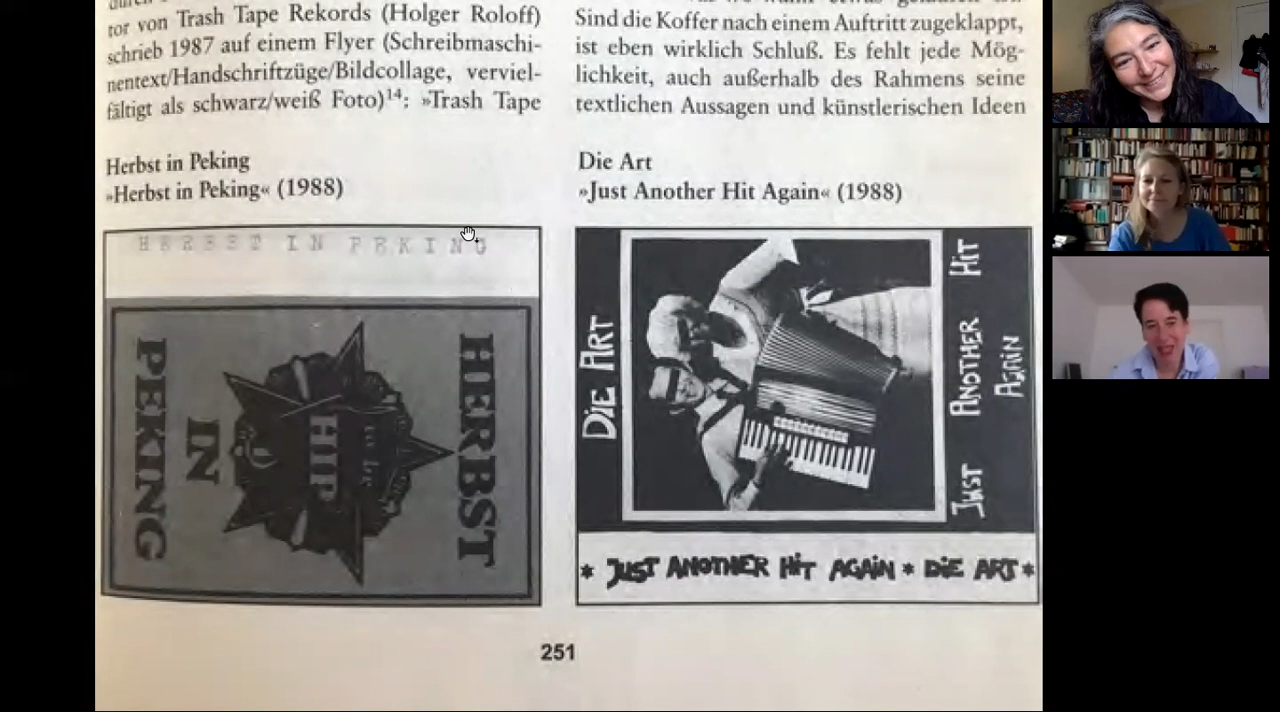 tor von Trash Tape Rekords (Holger Roloff)
schrieb 1987 auf einem Flyer (Schreibmaschi-
nentext/Handschriftzüge/Bildcollage, verviel-
fältigt als schwarz/weiß Foto)14: »Trash Tape
Sind die Koffer nach einem Auftritt zugeklappt,
ist eben wirklich Schluß. Es fehlt jede Mög-
lichkeit, auch außerhalb des Rahmens seine
textlichen Aussagen und künstlerischen Ideen
Herbst in Peking
»Herbst in Peking« (1988)
HERBST IN PEKING
HERBST
IN
PEKING
to be
HIP
Die Art
»Just Another Hit Again« (1988)
DiE ART
JUST ANOTHER HiT
AGAiN
* JUST ANOTHER HiT AGAiN * DiE ART *
251